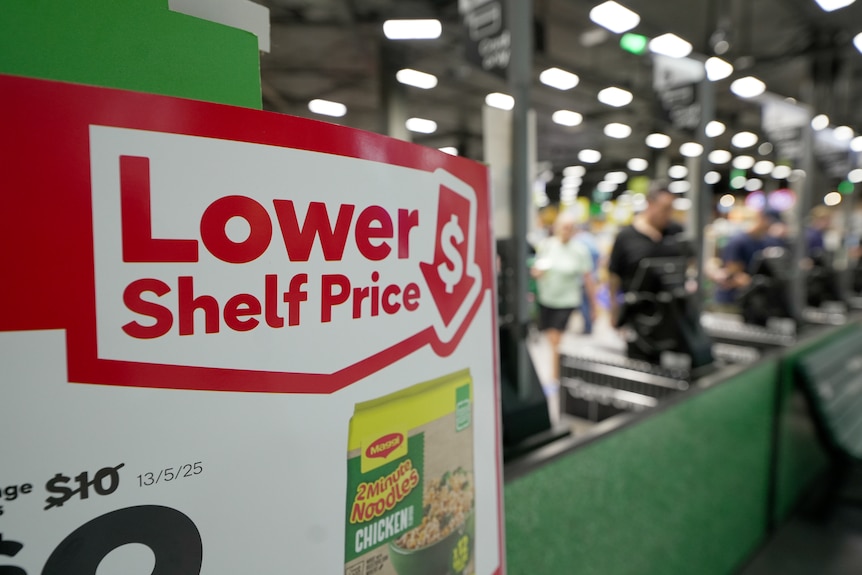 Lower
Shelf Price
$
Maggi
2 Minute
Noodles
CHICKEN
$10 13/5/25